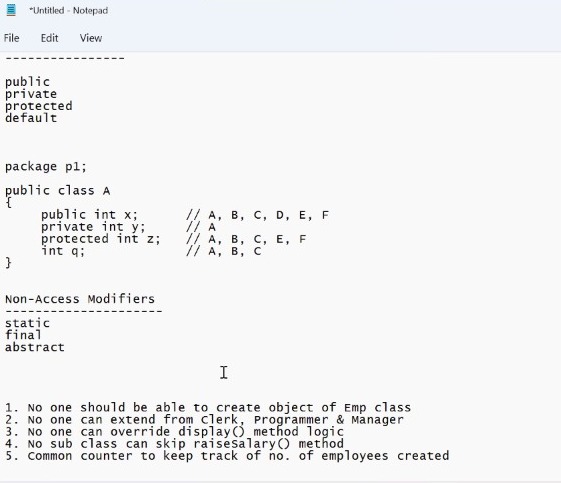 *Untitled - Notepad
File Edit View
----------------
public
private
protected
default
package p1;
public class A
{
public int x; // A, B, C, D, E, F
private int y; // A
protected int z; // A, B, C, E, F
int q; // A, B, C
}
Non-Access Modifiers
---------------------
static
final
abstract
1. No one should be able to create object of Emp class
2. No one can extend from Clerk, Programmer & Manager
3. No one can override display() method logic
4. No sub class can skip raiseSalary() method
5. Common counter to keep track of no. of employees created